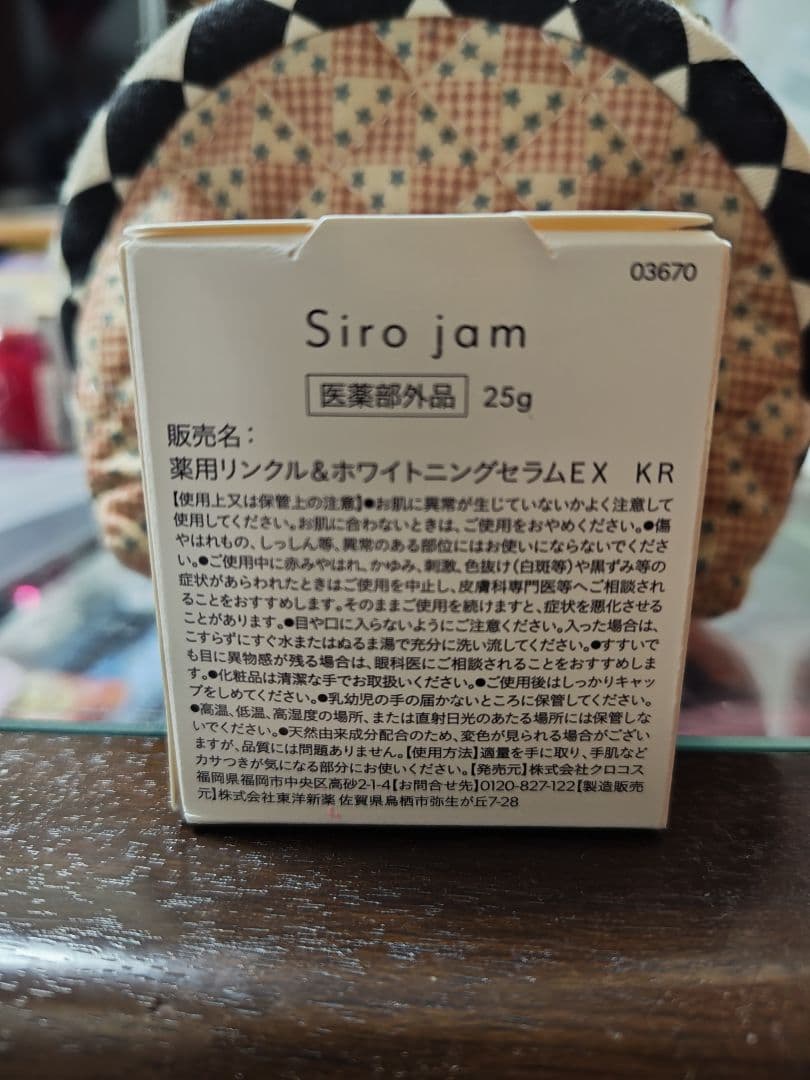 03670
Siro jam
医薬部外品 25g
販売名：
薬用リンクル&ホワイトニングセラムEX KR
【使用上又は保管上の注意】●お肌に異常が生じていないかよく注意して
使用してください。お肌に合わないときは、ご使用をおやめください。●傷
やはれもの、しっしん等、異常のある部位にはお使いにならないでくださ
い。●ご使用中に赤みやはれ、かゆみ、刺激、色抜け(白斑等)や黒ずみ等の
症状があらわれたときはご使用を中止し、皮膚科専門医等へご相談され
ることをおすすめします。そのままご使用を続けますと、症状を悪化させる
ことがあります。●目や口に入らないようにご注意ください。入った場合は、
こすらずにすぐ水またはぬるま湯で充分に洗い流してください。●すすいで
も目に異物感が残る場合は、眼科医にご相談されることをおすすめしま
す。●化粧品は清潔な手でお取扱いください。●ご使用後はしっかりキャッ
プをしめてください。●乳幼児の手の届かないところに保管してください。
●高温、低温、高湿度の場所、または直射日光のあたる場所には保管しな
いでください。●天然由来成分配合のため、変色が見られる場合がござい
ますが、品質には問題ありません。【使用方法】適量を手に取り、手肌など
カサつきが気になる部分にお使いください。【発売元】株式会社クロコス
福岡県福岡市中央区高砂2-1-4【お問合せ先】0120-827-122【製造販売
元】株式会社東洋新薬 佐賀県鳥栖市弥生が丘7-28